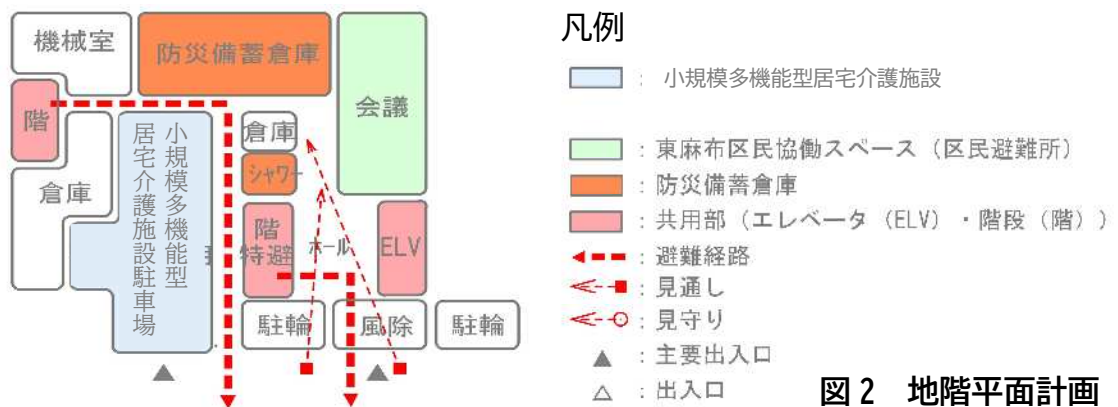 機械室
防災備蓄倉庫
会議
階
倉庫
小規模多機能型
居宅介護施設駐車場
倉庫
シャワー
階
特避
ホール
ELV
駐輪
風除
駐輪
凡例
： 小規模多機能型居宅介護施設
：東麻布区民協働スペース（区民避難所）
：防災備蓄倉庫
：共用部（エレベータ（ELV）・階段（階））
：避難経路
：見通し
：見守り
：主要出入口
：出入口
図2 地階平面計画